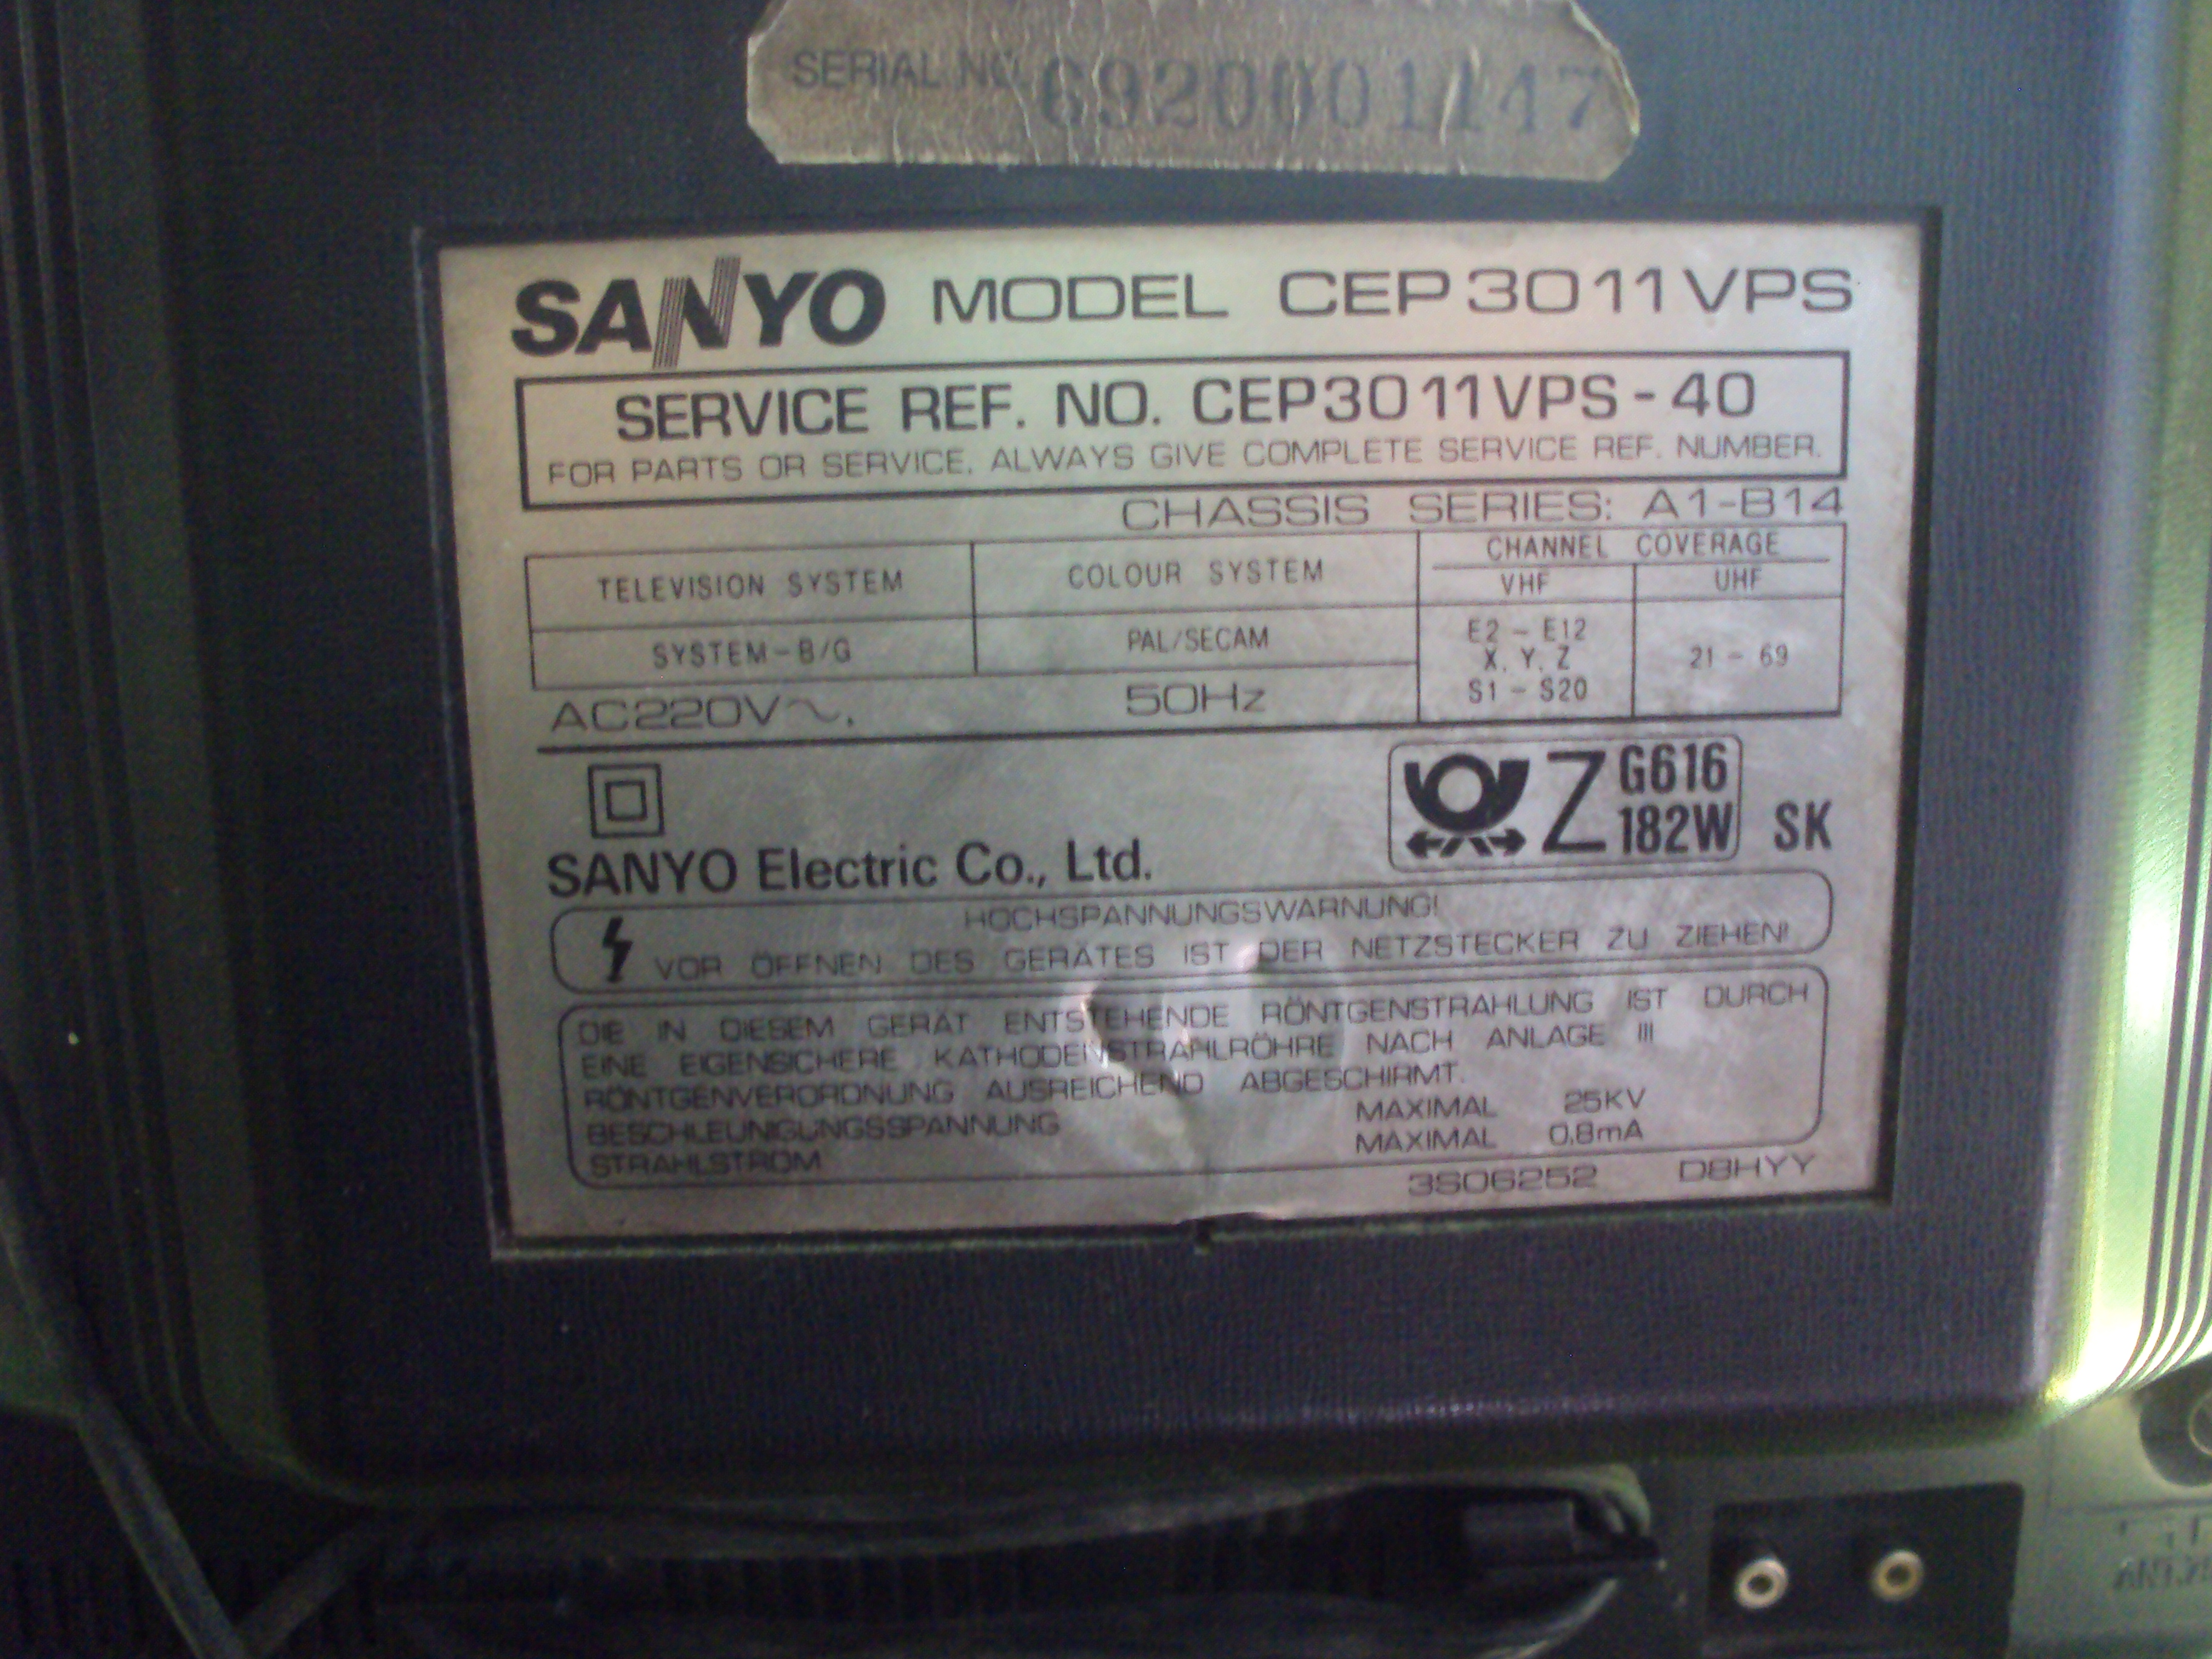 SERIAL NO. 6920001147
SANYO MODEL CEP3011VPS
SERVICE REF. NO. CEP3011VPS-40
FOR PARTS OR SERVICE, ALWAYS GIVE COMPLETE SERVICE REF. NUMBER.
CHASSIS SERIES: A1-B14
TELEVISION SYSTEM COLOUR SYSTEM CHANNEL COVERAGE
VHF UHF
SYSTEM-B/G PAL/SECAM E2 - E12
X. Y. Z 21 - 69
S1 - S20
AC220V~. 50Hz
Z G616
182W SK
SANYO Electric Co., Ltd.
HOCHSPANNUNGSWARNUNG!
VOR ÖFFNEN DES GERÄTES IST DER NETZSTECKER ZU ZIEHEN!
DIE IN DIESEM GERÄT ENTSTEHENDE RÖNTGENSTRAHLUNG IST DURCH
EINE EIGENSICHERE KATHODENSTRAHLRÖHRE NACH ANLAGE III
RÖNTGENVERORDNUNG AUSREICHEND ABGESCHIRMT.
BESCHLEUNIGUNGSSPANNUNG MAXIMAL 25KV
STRAHLSTROM MAXIMAL 0,8mA
3S06252 D8HYY